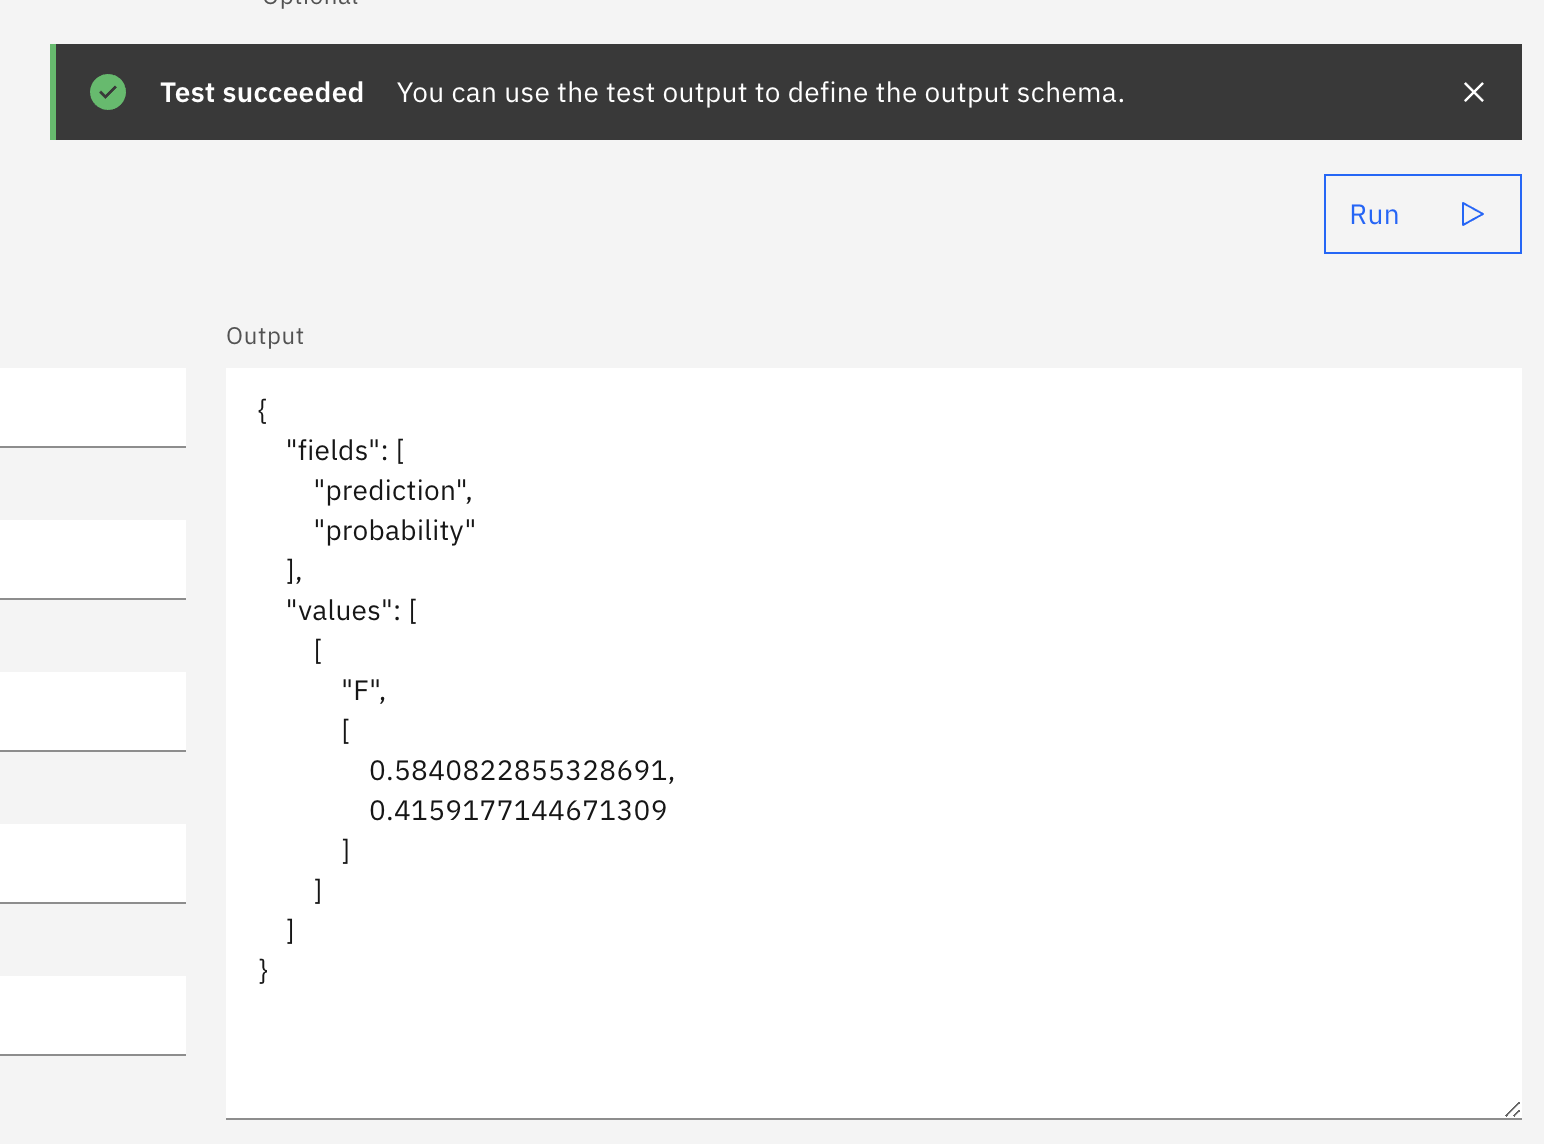 Optional
Test succeeded You can use the test output to define the output schema.
Run
Output
{
"fields": [
"prediction",
"probability"
],
"values": [
[
"F",
[
0.5840822855328691,
0.4159177144671309
]
]
]
}